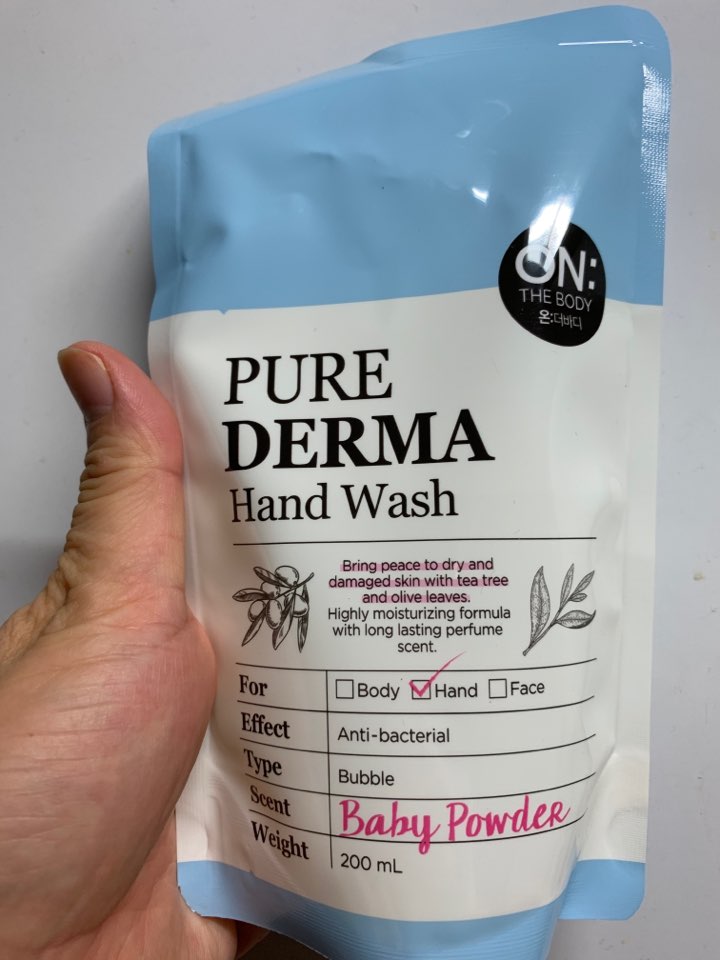 ON:
THE BODY
온:더바디
PURE
DERMA
Hand Wash
Bring peace to dry and
damaged skin with tea tree
and olive leaves.
Highly moisturizing formula
with long lasting perfume
scent.
For Body Hand Face
Effect Anti-bacterial
Type Bubble
Scent Baby Powder
Weight 200 mL